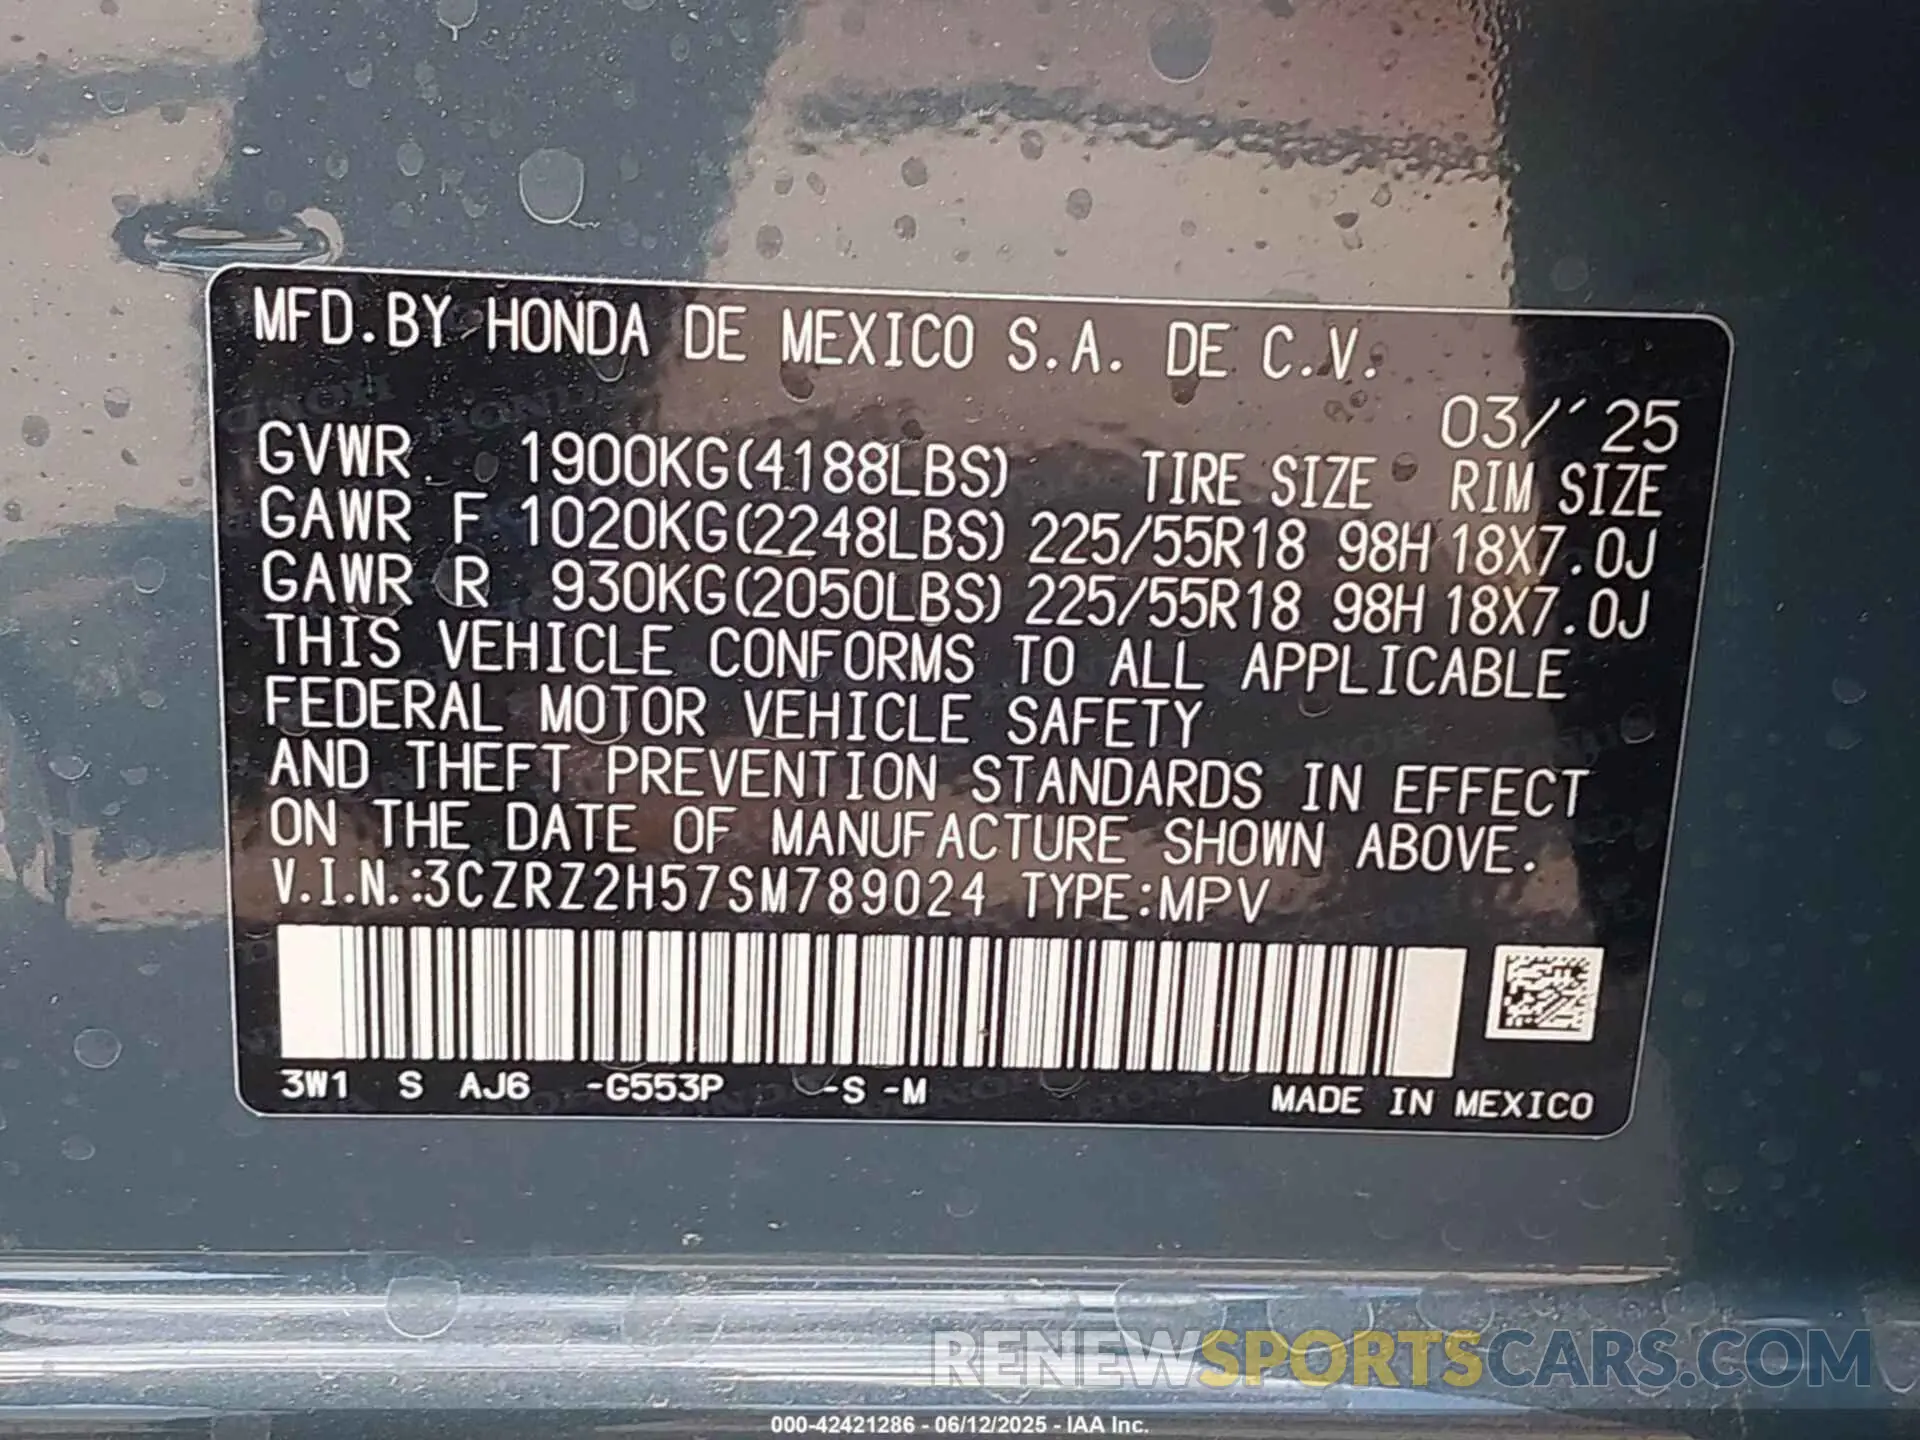 MFD.BY HONDA DE MEXICO S.A. DE C.V.
03/´25
GVWR 1900KG(4188LBS) TIRE SIZE RIM SIZE
GAWR F 1020KG(2248LBS) 225/55R18 98H 18X7.0J
GAWR R 930KG(2050LBS) 225/55R18 98H 18X7.0J
THIS VEHICLE CONFORMS TO ALL APPLICABLE
FEDERAL MOTOR VEHICLE SAFETY
AND THEFT PREVENTION STANDARDS IN EFFECT
ON THE DATE OF MANUFACTURE SHOWN ABOVE.
V.I.N.:3CZRZ2H57SM789024 TYPE:MPV
3W1 S AJ6 -G553P -S -M MADE IN MEXICO
RENEWSPORTSCARS.COM
000-42421286 - 06/12/2025 - IAA Inc.